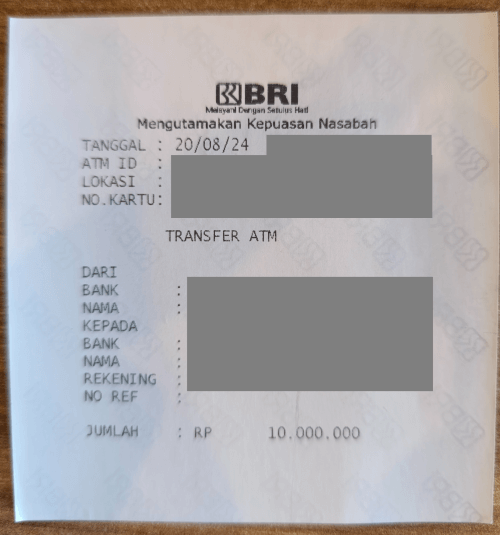 BRI
Melayani Dengan Setulus Hati
Mengutamakan Kepuasan Nasabah
TANGGAL : 20/08/24
ATM ID :
LOKASI :
NO.KARTU:
TRANSFER ATM
DARI
BANK :
NAMA :
KEPADA
BANK :
NAMA :
REKENING :
NO REF :
JUMLAH : RP 10.000.000